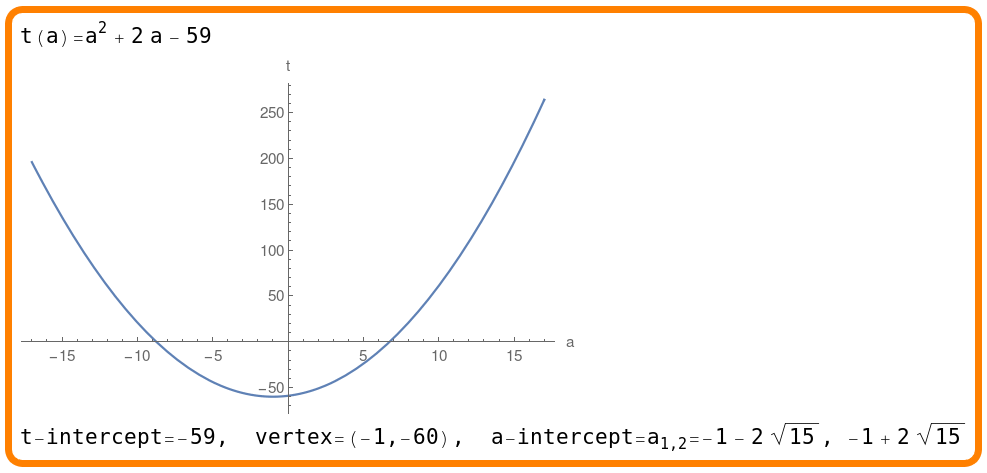 t(a)=a² + 2 a − 59
t
250
200
150
100
50
−15 −10 −5 5 10 15 a
−50
t−intercept=−59, vertex=(−1,−60), a−intercept=a₁,₂=−1 − 2 √15, −1 + 2 √15